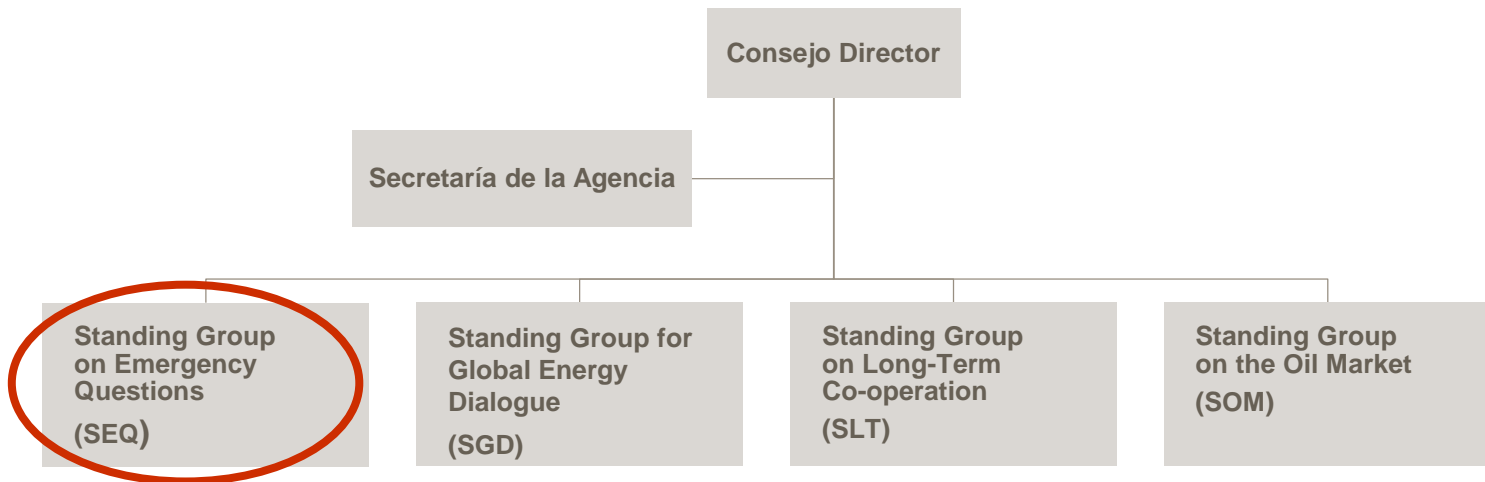 Consejo Director
Secretaría de la Agencia
Standing Group
on Emergency
Questions
(SEQ)
Standing Group for
Global Energy
Dialogue
(SGD)
Standing Group
on Long-Term
Co-operation
(SLT)
Standing Group
on the Oil Market
(SOM)